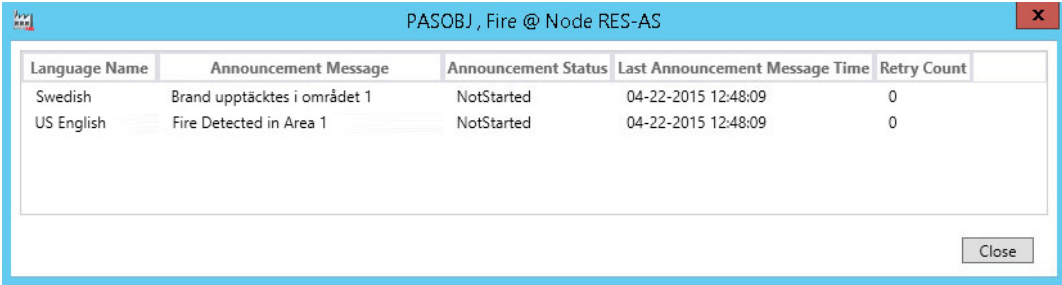 PASOBJ , Fire @ Node RES-AS
x
Language Name Announcement Message Announcement Status Last Announcement Message Time Retry Count
Swedish Brand upptäcktes i området 1 NotStarted 04-22-2015 12:48:09 0
US English Fire Detected in Area 1 NotStarted 04-22-2015 12:48:09 0
Close